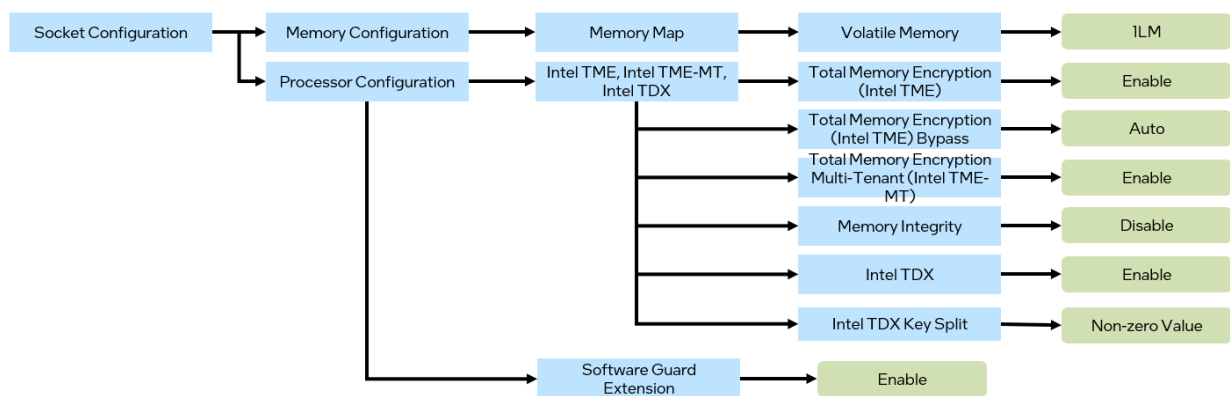 Socket Configuration
Memory Configuration
Memory Map
Volatile Memory
1LM
Processor Configuration
Intel TME, Intel TME-MT,
Intel TDX
Total Memory Encryption
(Intel TME)
Enable
Total Memory Encryption
(Intel TME) Bypass
Auto
Total Memory Encryption
Multi-Tenant (Intel TME-
MT)
Enable
Memory Integrity
Disable
Intel TDX
Enable
Intel TDX Key Split
Non-zero Value
Software Guard
Extension
Enable